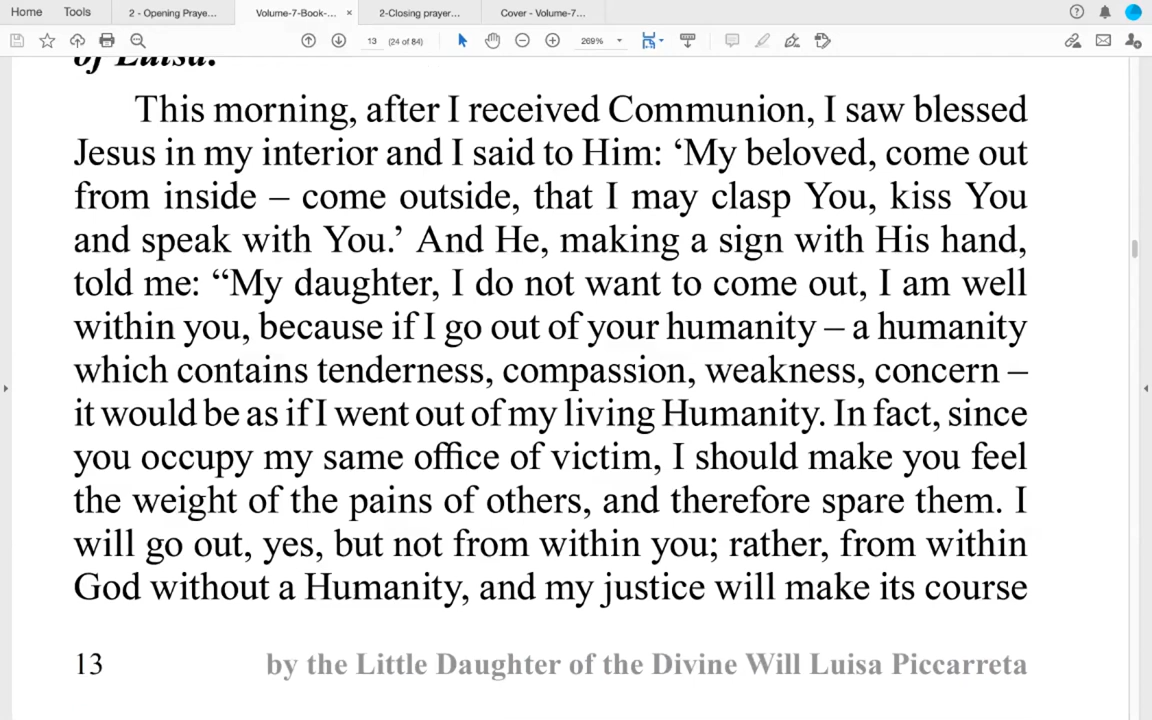 Home Tools 2 - Opening Praye... Volume-7-Book-... × 2-Closing prayer... Cover - Volume-7...
13 (24 of 84) 269%
of Luisa.
This morning, after I received Communion, I saw blessed
Jesus in my interior and I said to Him: ‘My beloved, come out
from inside – come outside, that I may clasp You, kiss You
and speak with You.’ And He, making a sign with His hand,
told me: “My daughter, I do not want to come out, I am well
within you, because if I go out of your humanity – a humanity
which contains tenderness, compassion, weakness, concern –
it would be as if I went out of my living Humanity. In fact, since
you occupy my same office of victim, I should make you feel
the weight of the pains of others, and therefore spare them. I
will go out, yes, but not from within you; rather, from within
God without a Humanity, and my justice will make its course
13 by the Little Daughter of the Divine Will Luisa Piccarreta